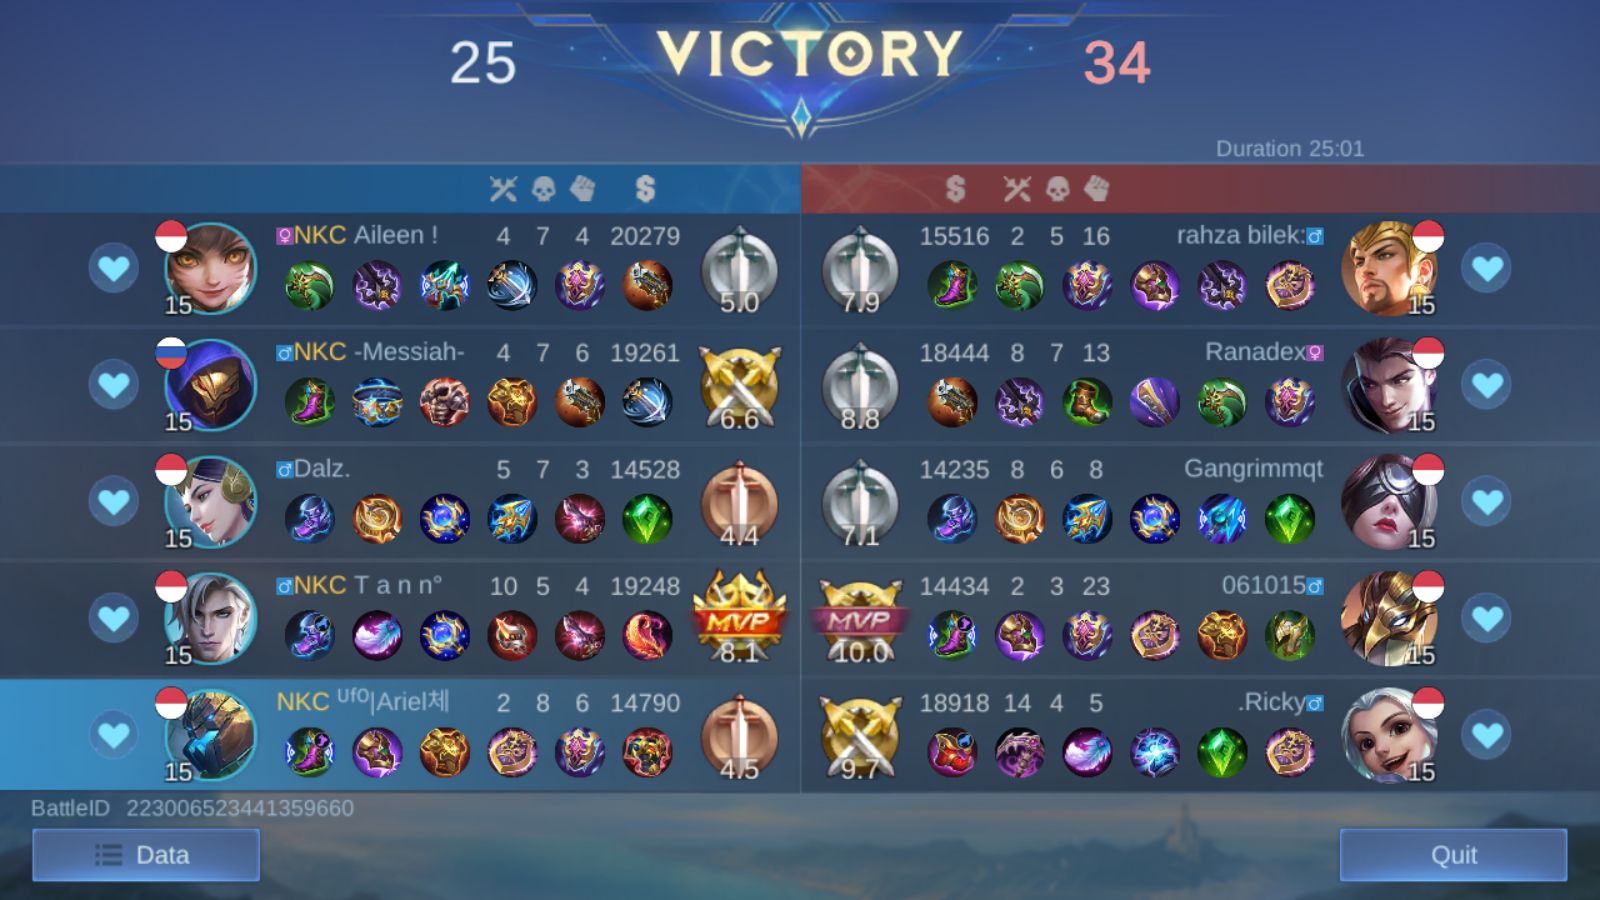 25 VICTORY 34
Duration 25:01
NKC Aileen ! 4 7 4 20279
15 5.0
7.9 15516 2 5 16 rahza bilek:
15
NKC -Messiah- 4 7 6 19261
15 6.6
8.8 18444 8 7 13 Ranadex
15
Dalz. 5 7 3 14528
15 4.4
7.1 14235 8 6 8 Gangrimmqt
15
NKC T a n n° 10 5 4 19248
15 MVP 8.1
MVP 10.0 14434 2 3 23 061015
15
NKC ᵁᶠᴼ|Ariel체 2 8 6 14790
15 4.5
9.7 18918 14 4 5 .Ricky
15
BattleID 223006523441359660
Data
Quit